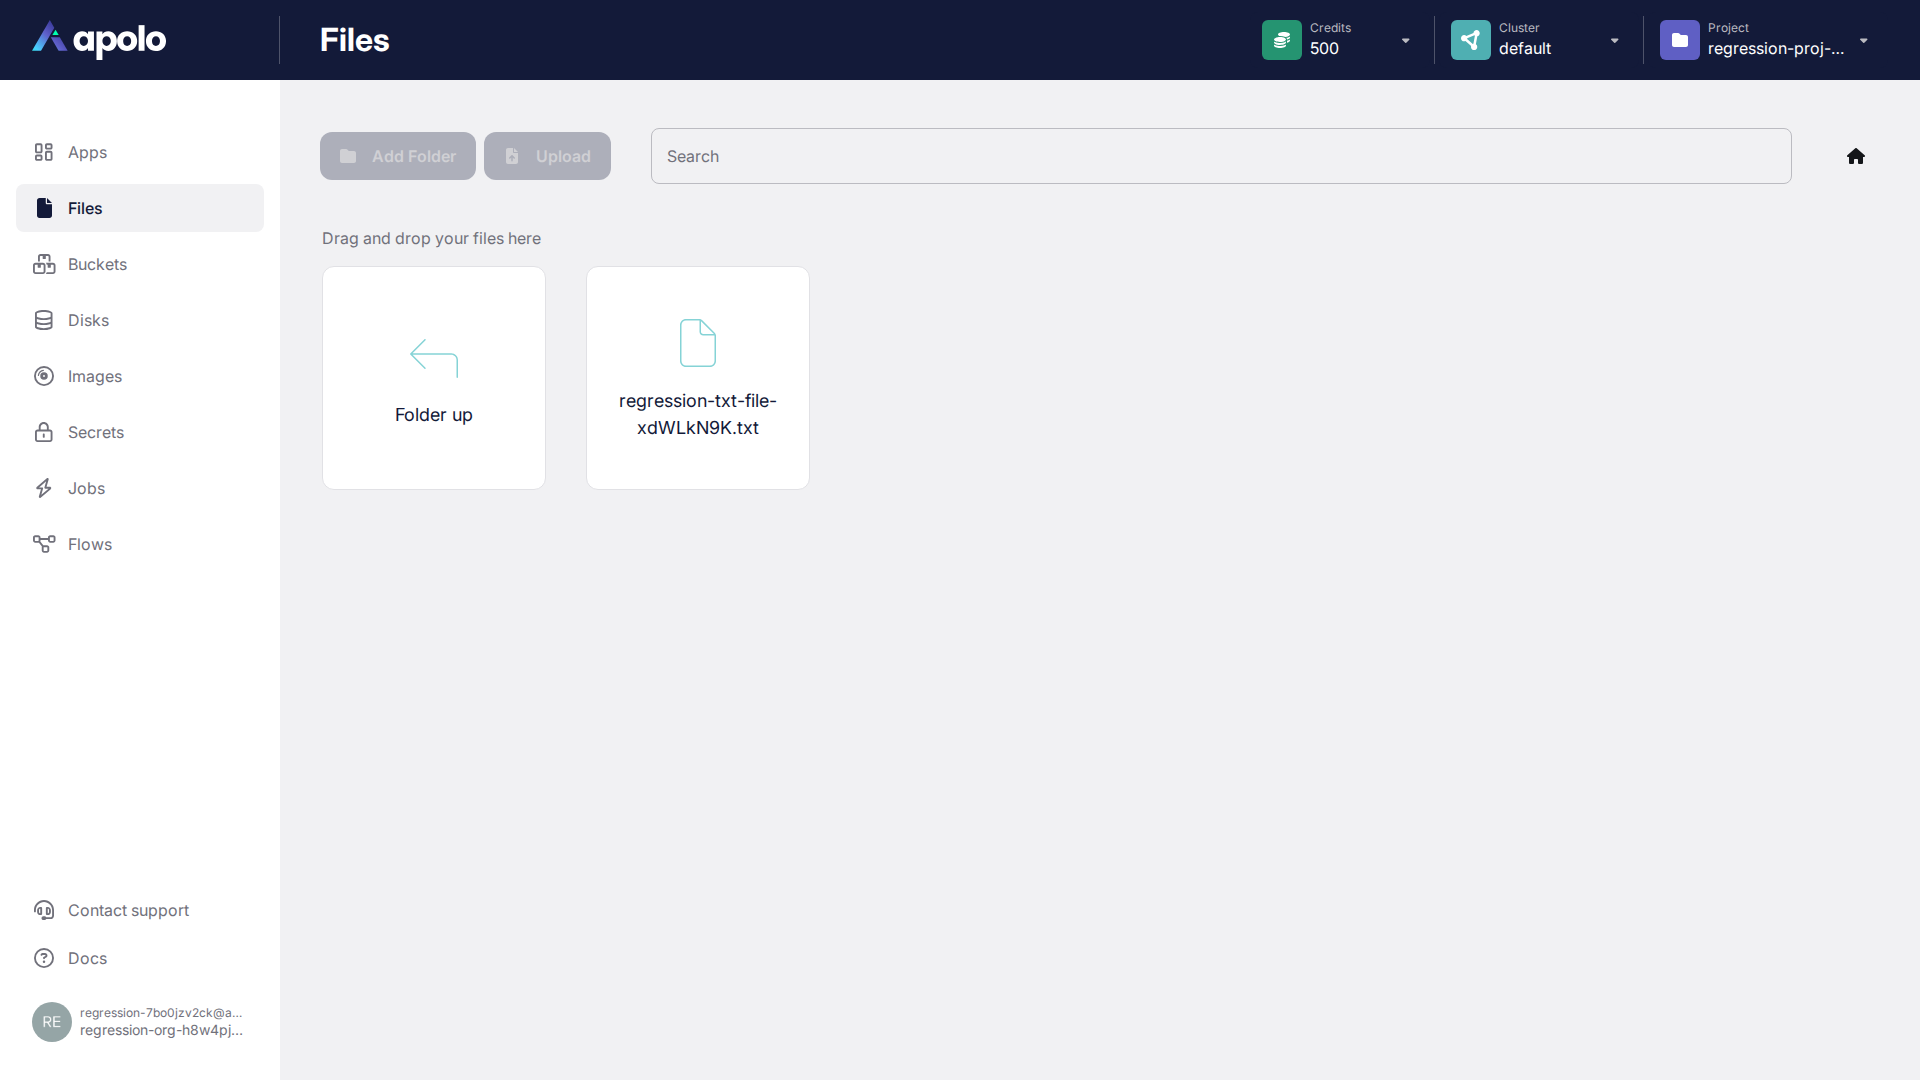 apolo
Files
Credits
500
Cluster
default
Project
regression-proj-...
Apps
Files
Buckets
Disks
Images
Secrets
Jobs
Flows
Contact support
Docs
RE
regression-7bo0jzv2ck@a...
regression-org-h8w4pj...
Add Folder
Upload
Search
Drag and drop your files here
Folder up
regression-txt-file-
xdWLkN9K.txt